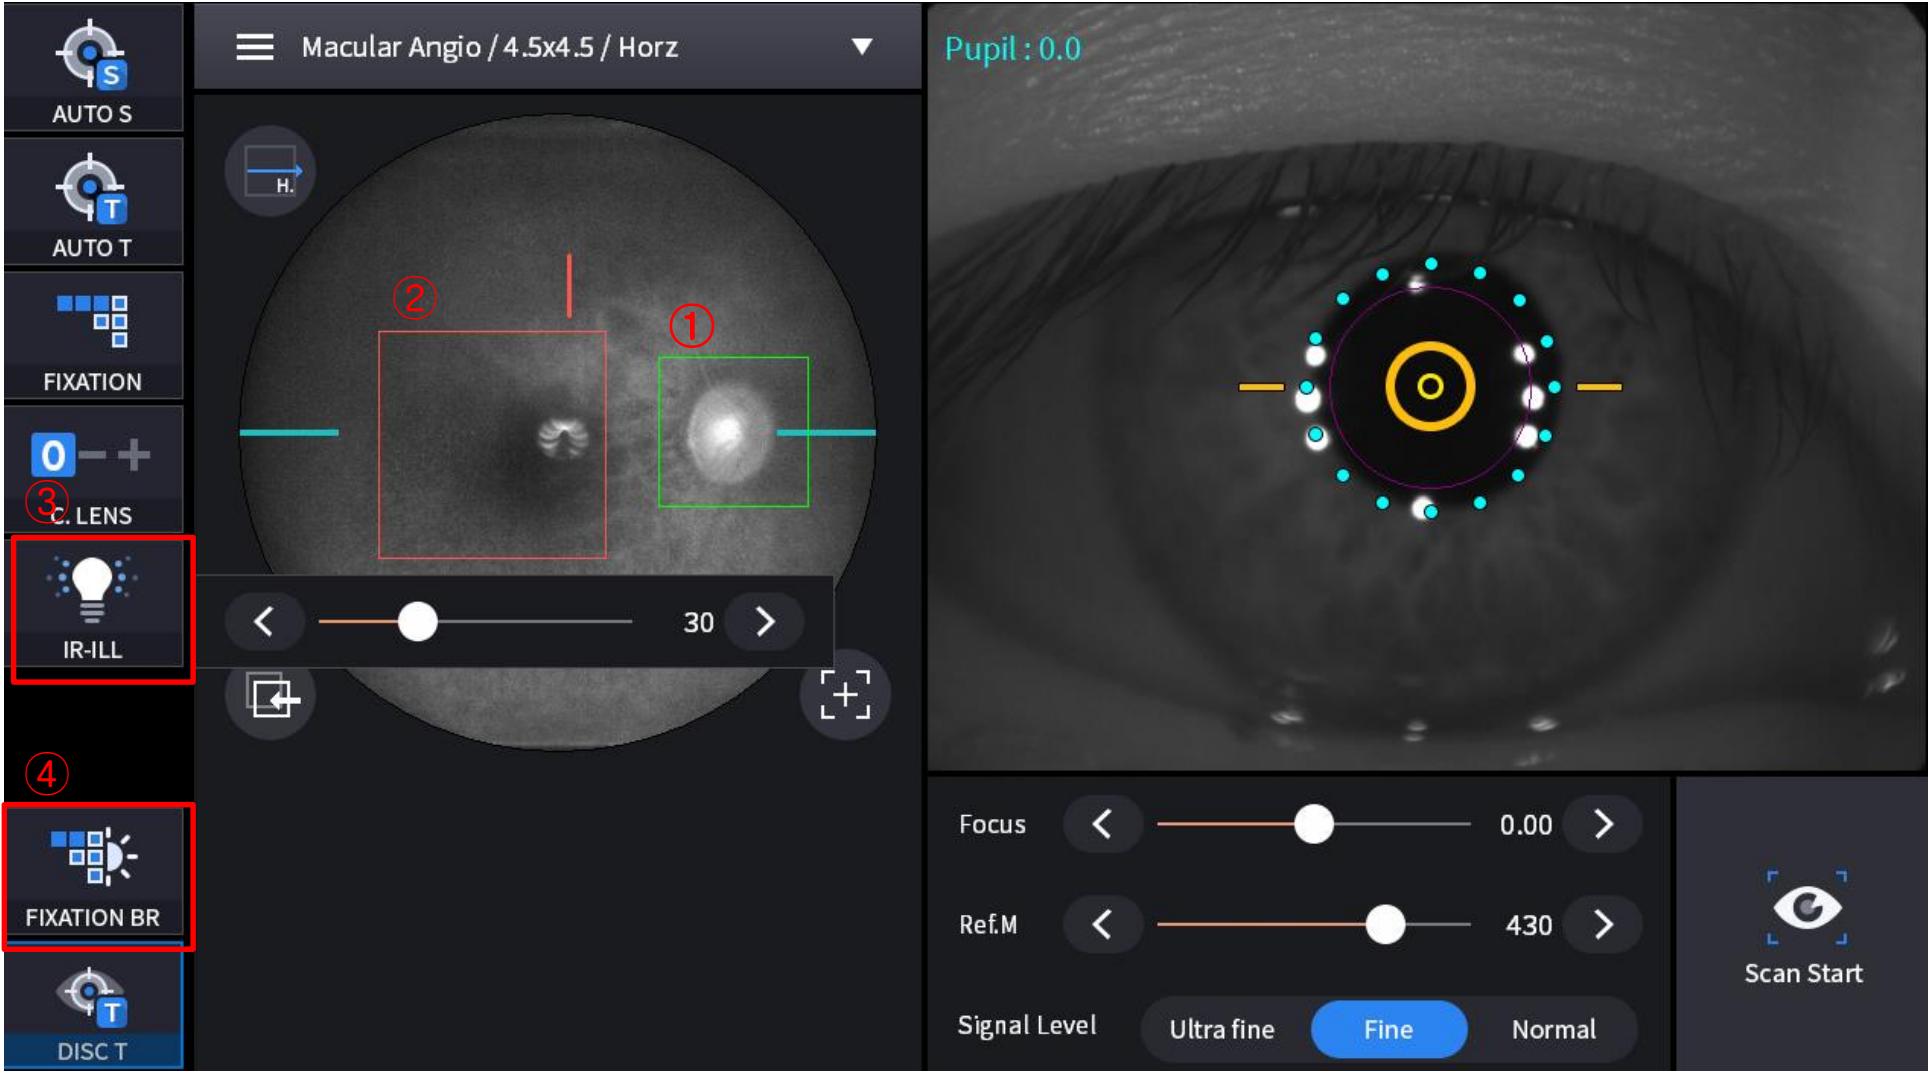 AUTO S
AUTO T
FIXATION
0
③
C. LENS
IR-ILL
④
FIXATION BR
DISC T
Macular Angio / 4.5x4.5 / Horz
H.
②
①
30
Pupil : 0.0
Focus 0.00
Ref.M 430
Signal Level Ultra fine Fine Normal
Scan Start